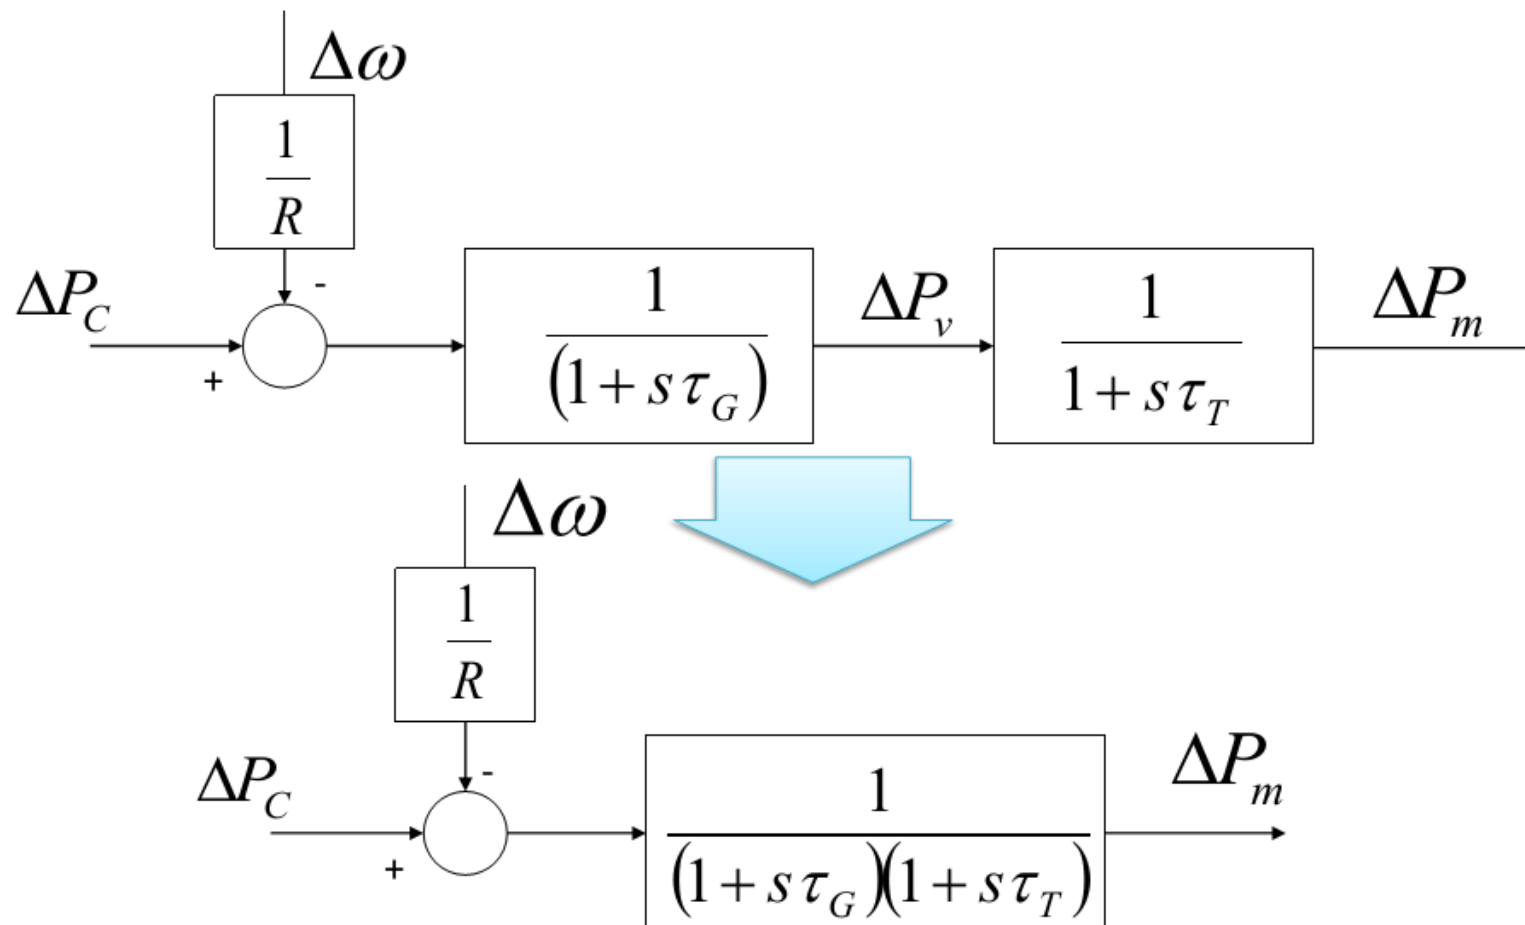 Δω
1
R
-
ΔP_C
+
1
(1 + sτ_G)
ΔP_v
1
1 + sτ_T
ΔP_m
Δω
1
R
-
ΔP_C
+
1
(1 + sτ_G)(1 + sτ_T)
ΔP_m